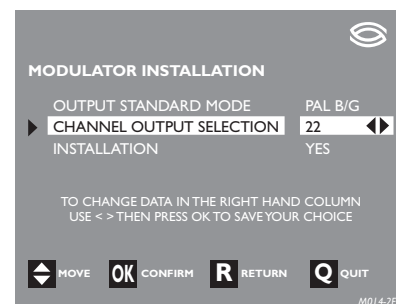 MODULATOR INSTALLATION
OUTPUT STANDARD MODE PAL B/G
CHANNEL OUTPUT SELECTION 22
INSTALLATION YES
TO CHANGE DATA IN THE RIGHT HAND COLUMN
USE < > THEN PRESS OK TO SAVE YOUR CHOICE
MOVE OK CONFIRM R RETURN Q QUIT
M014-2E